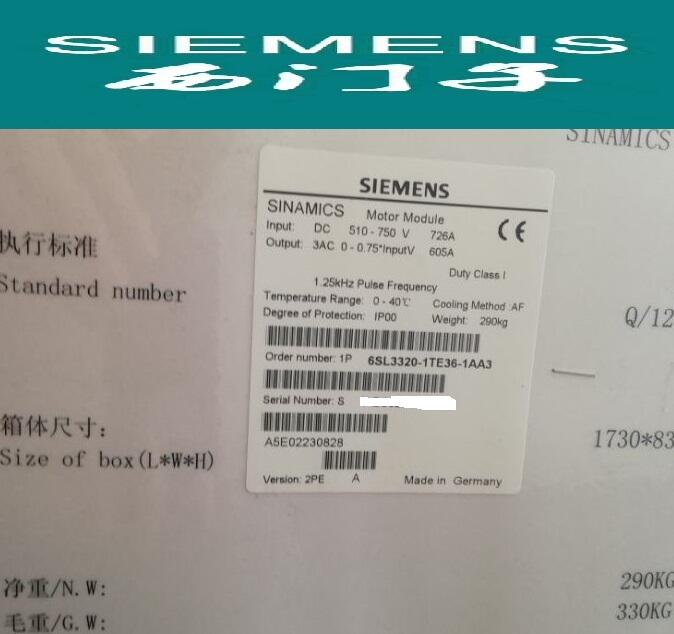 SIEMENS
西门子
SINAMICS
SIEMENS
SINAMICS Motor Module
Input: DC 510 - 750 V 726A
Output: 3AC 0 - 0.75*InputV 605A
CE
Duty Class I
1.25kHz Pulse Frequency
Temperature Range: 0 - 40℃ Cooling Method :AF
Degree of Protection: IP00 Weight: 290kg
Order number: 1P 6SL3320-1TE36-1AA3
Serial Number: S
A5E02230828
Version: 2PE A Made in Germany
执行标准
Standard number Q/12
箱体尺寸:
Size of box(L*W*H) 1730*83
净重/N.W: 290KG
毛重/G.W: 330KG